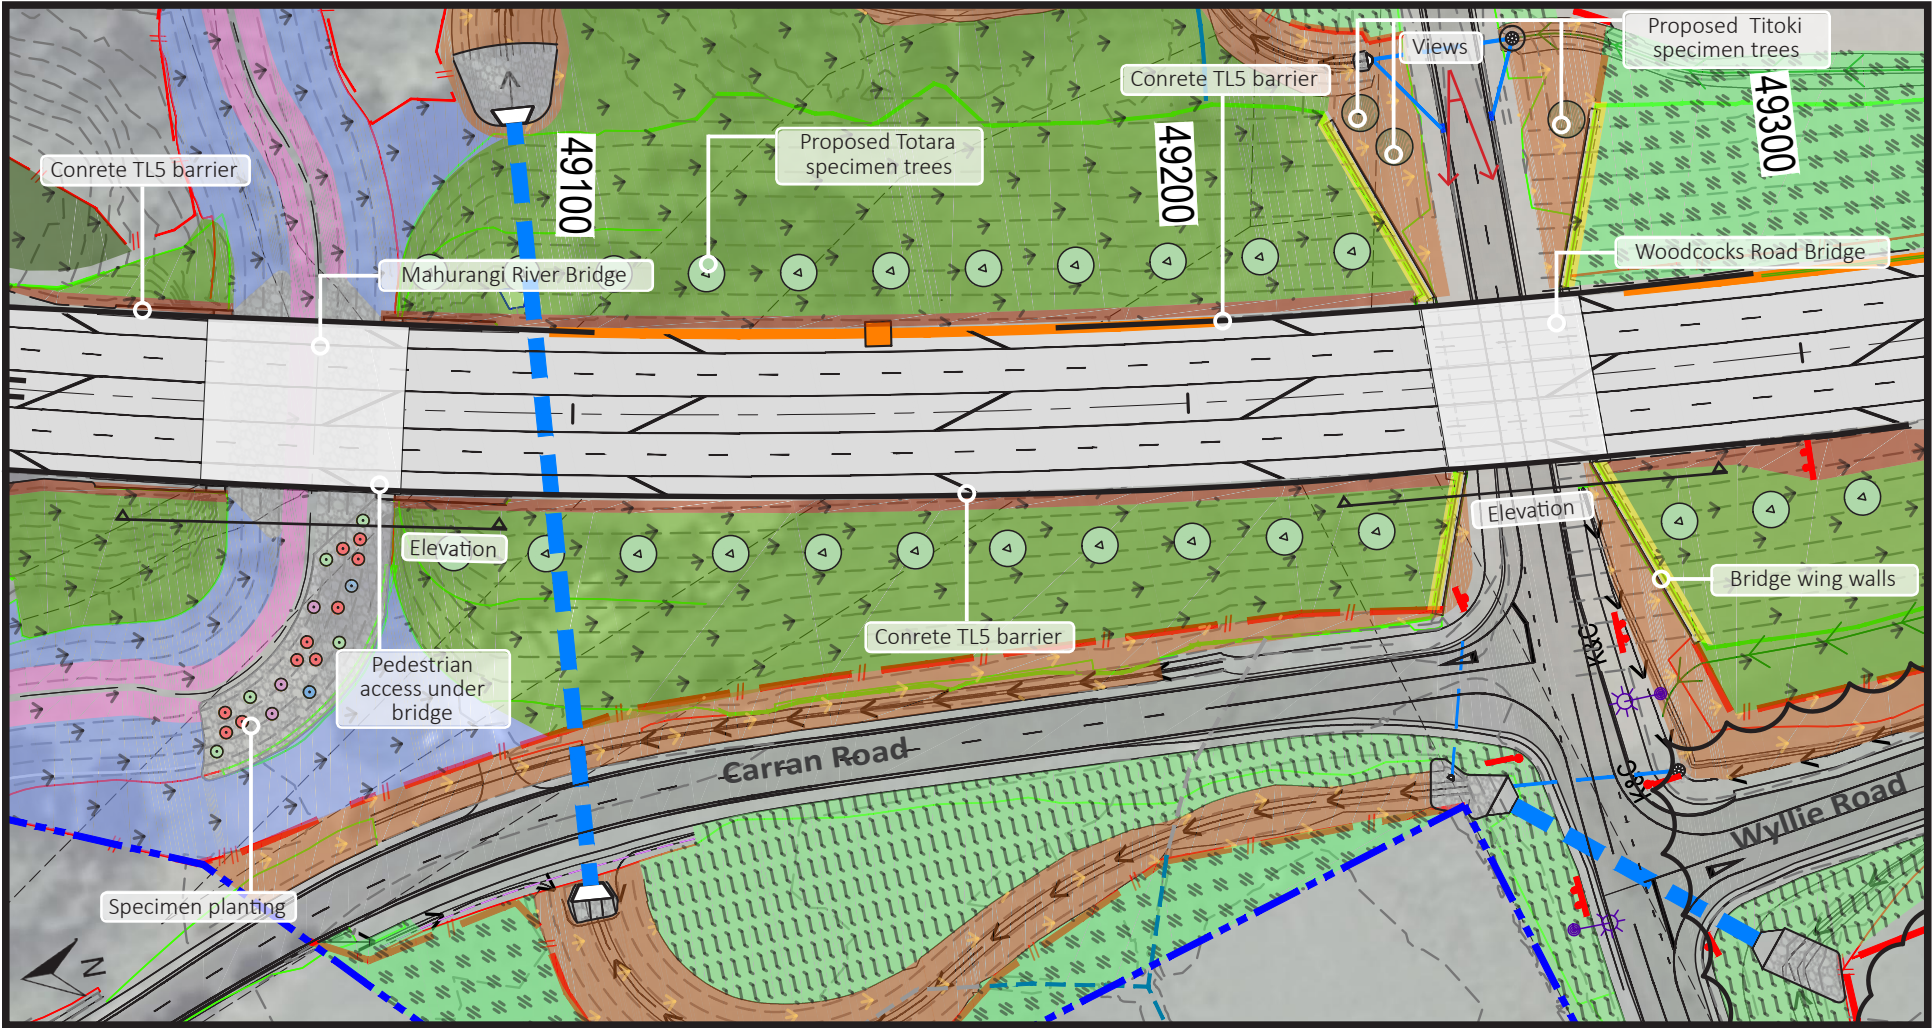 Proposed Titoki
specimen trees
Views
Conrete TL5 barrier
49300
Proposed Totara
specimen trees
49100
49200
Conrete TL5 barrier
Mahurangi River Bridge
Woodcocks Road Bridge
Elevation
Elevation
Bridge wing walls
Conrete TL5 barrier
K&C
Pedestrian
access under
bridge
Carran Road
K&C
Wyllie Road
Specimen planting
N